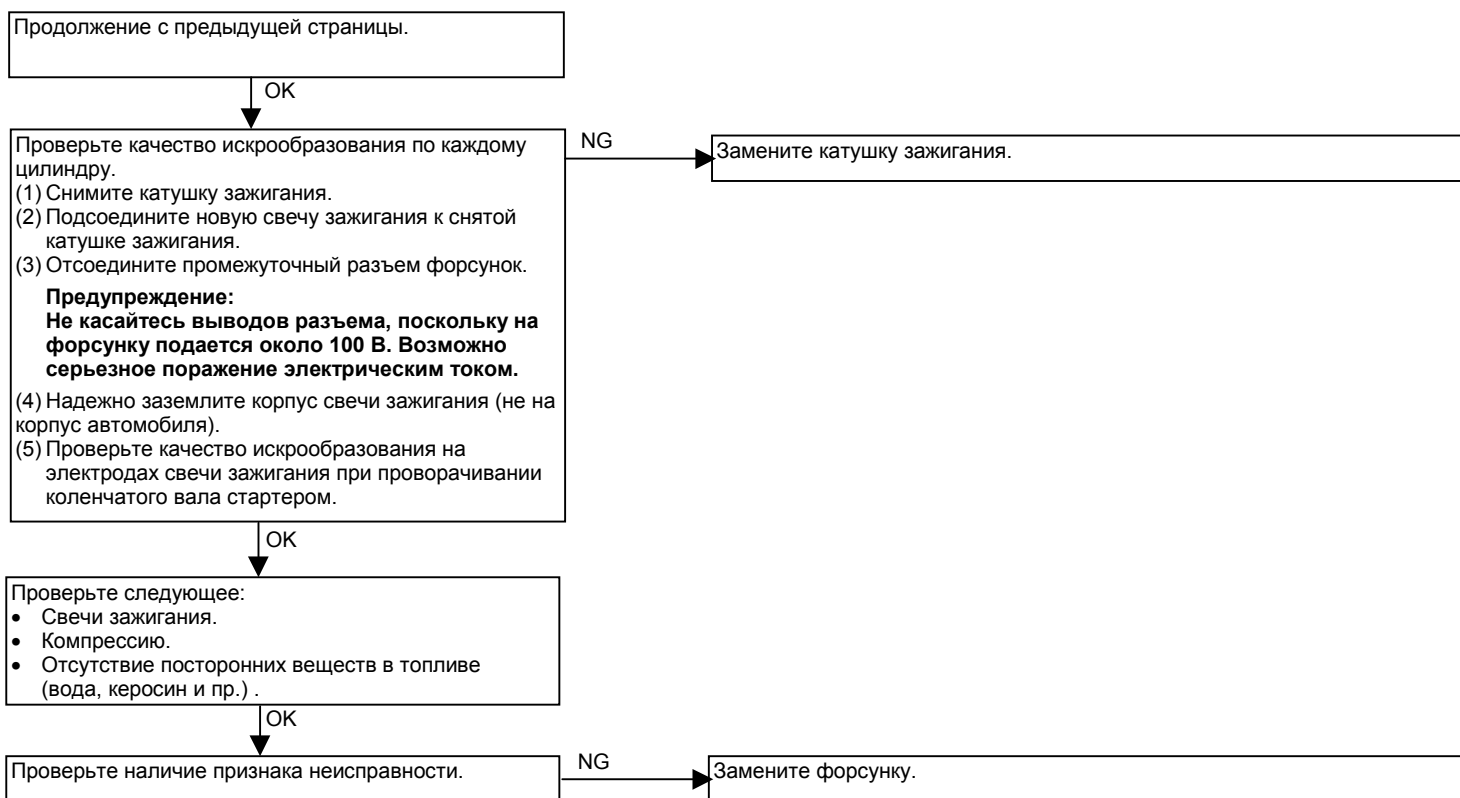 Продолжение с предыдущей страницы.
OK
Проверьте качество искрообразования по каждому
цилиндру.
(1) Снимите катушку зажигания.
(2) Подсоедините новую свечу зажигания к снятой
катушке зажигания.
(3) Отсоедините промежуточный разъем форсунок.
Предупреждение:
Не касайтесь выводов разъема, поскольку на
форсунку подается около 100 В. Возможно
серьезное поражение электрическим током.
(4) Надежно заземлите корпус свечи зажигания (не на
корпус автомобиля).
(5) Проверьте качество искрообразования на
электродах свечи зажигания при проворачивании
коленчатого вала стартером.
NG
Замените катушку зажигания.
OK
Проверьте следующее:
• Свечи зажигания.
• Компрессию.
• Отсутствие посторонних веществ в топливе
(вода, керосин и пр.) .
OK
Проверьте наличие признака неисправности.
NG
Замените форсунку.